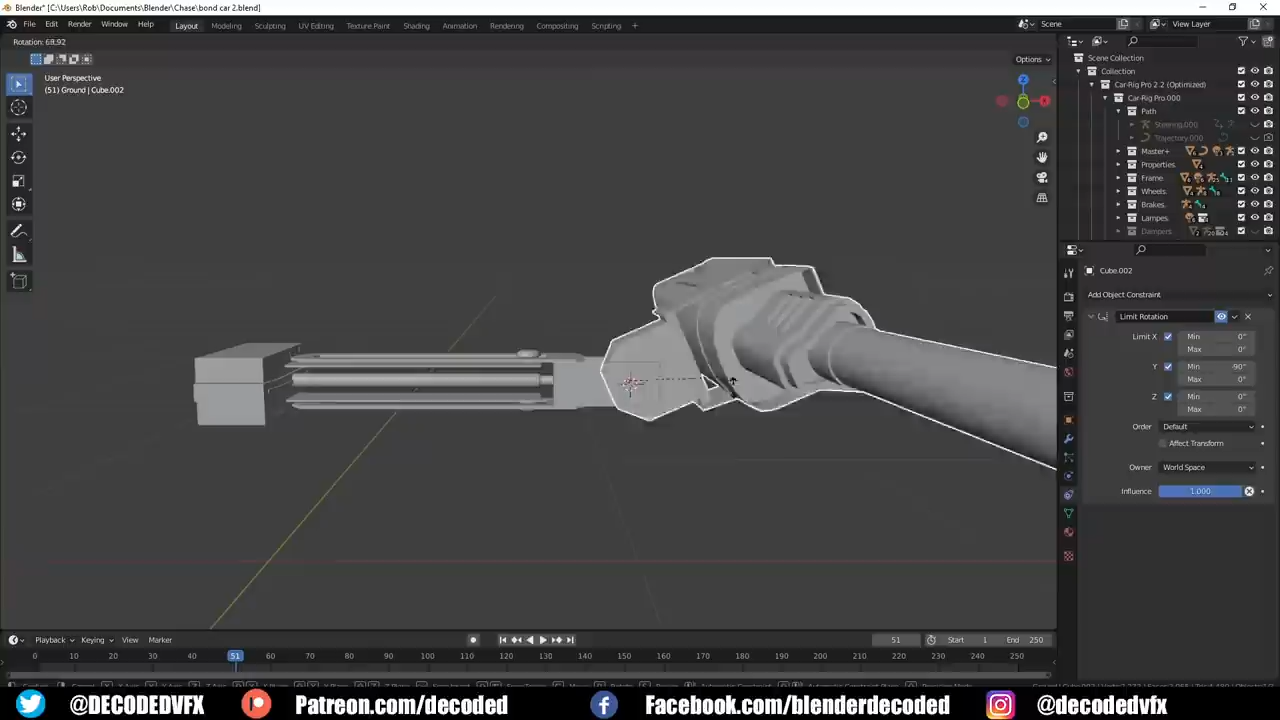 Blender* [C:\Users\Rob\Documents\Blender\Chase\bond car 2.blend]
File Edit Render Window Help Layout Modeling Sculpting UV Editing Texture Paint Shading Animation Rendering Compositing Scripting Scene View Layer
Options
User Perspective
(51) Ground | Cube.002
Scene Collection
Collection
Car-Rig Pro 2.2 (Optimized)
Car-Rig Pro.000
Path
Steering.000
Trajectory.000
Master+
Properties
Frame
Wheels
Brakes
Lampes
Dampers
Cube.002
Add Object Constraint
Limit Rotation
Limit X Min 0°
Max 0°
Y Min -90°
Max 0°
Z Min 0°
Max 0°
Order Default
Affect Transform
Owner World Space
Influence 1.000
Playback Keying View Marker 51 Start 1 End 250
0 10 20 30 40 51 60 70 80 90 100 110 120 130 140 150 160 170 180 190 200 210 220 230 240 250
@DECODEDVFX Patreon.com/decoded Facebook.com/blenderdecoded @decodedvfx